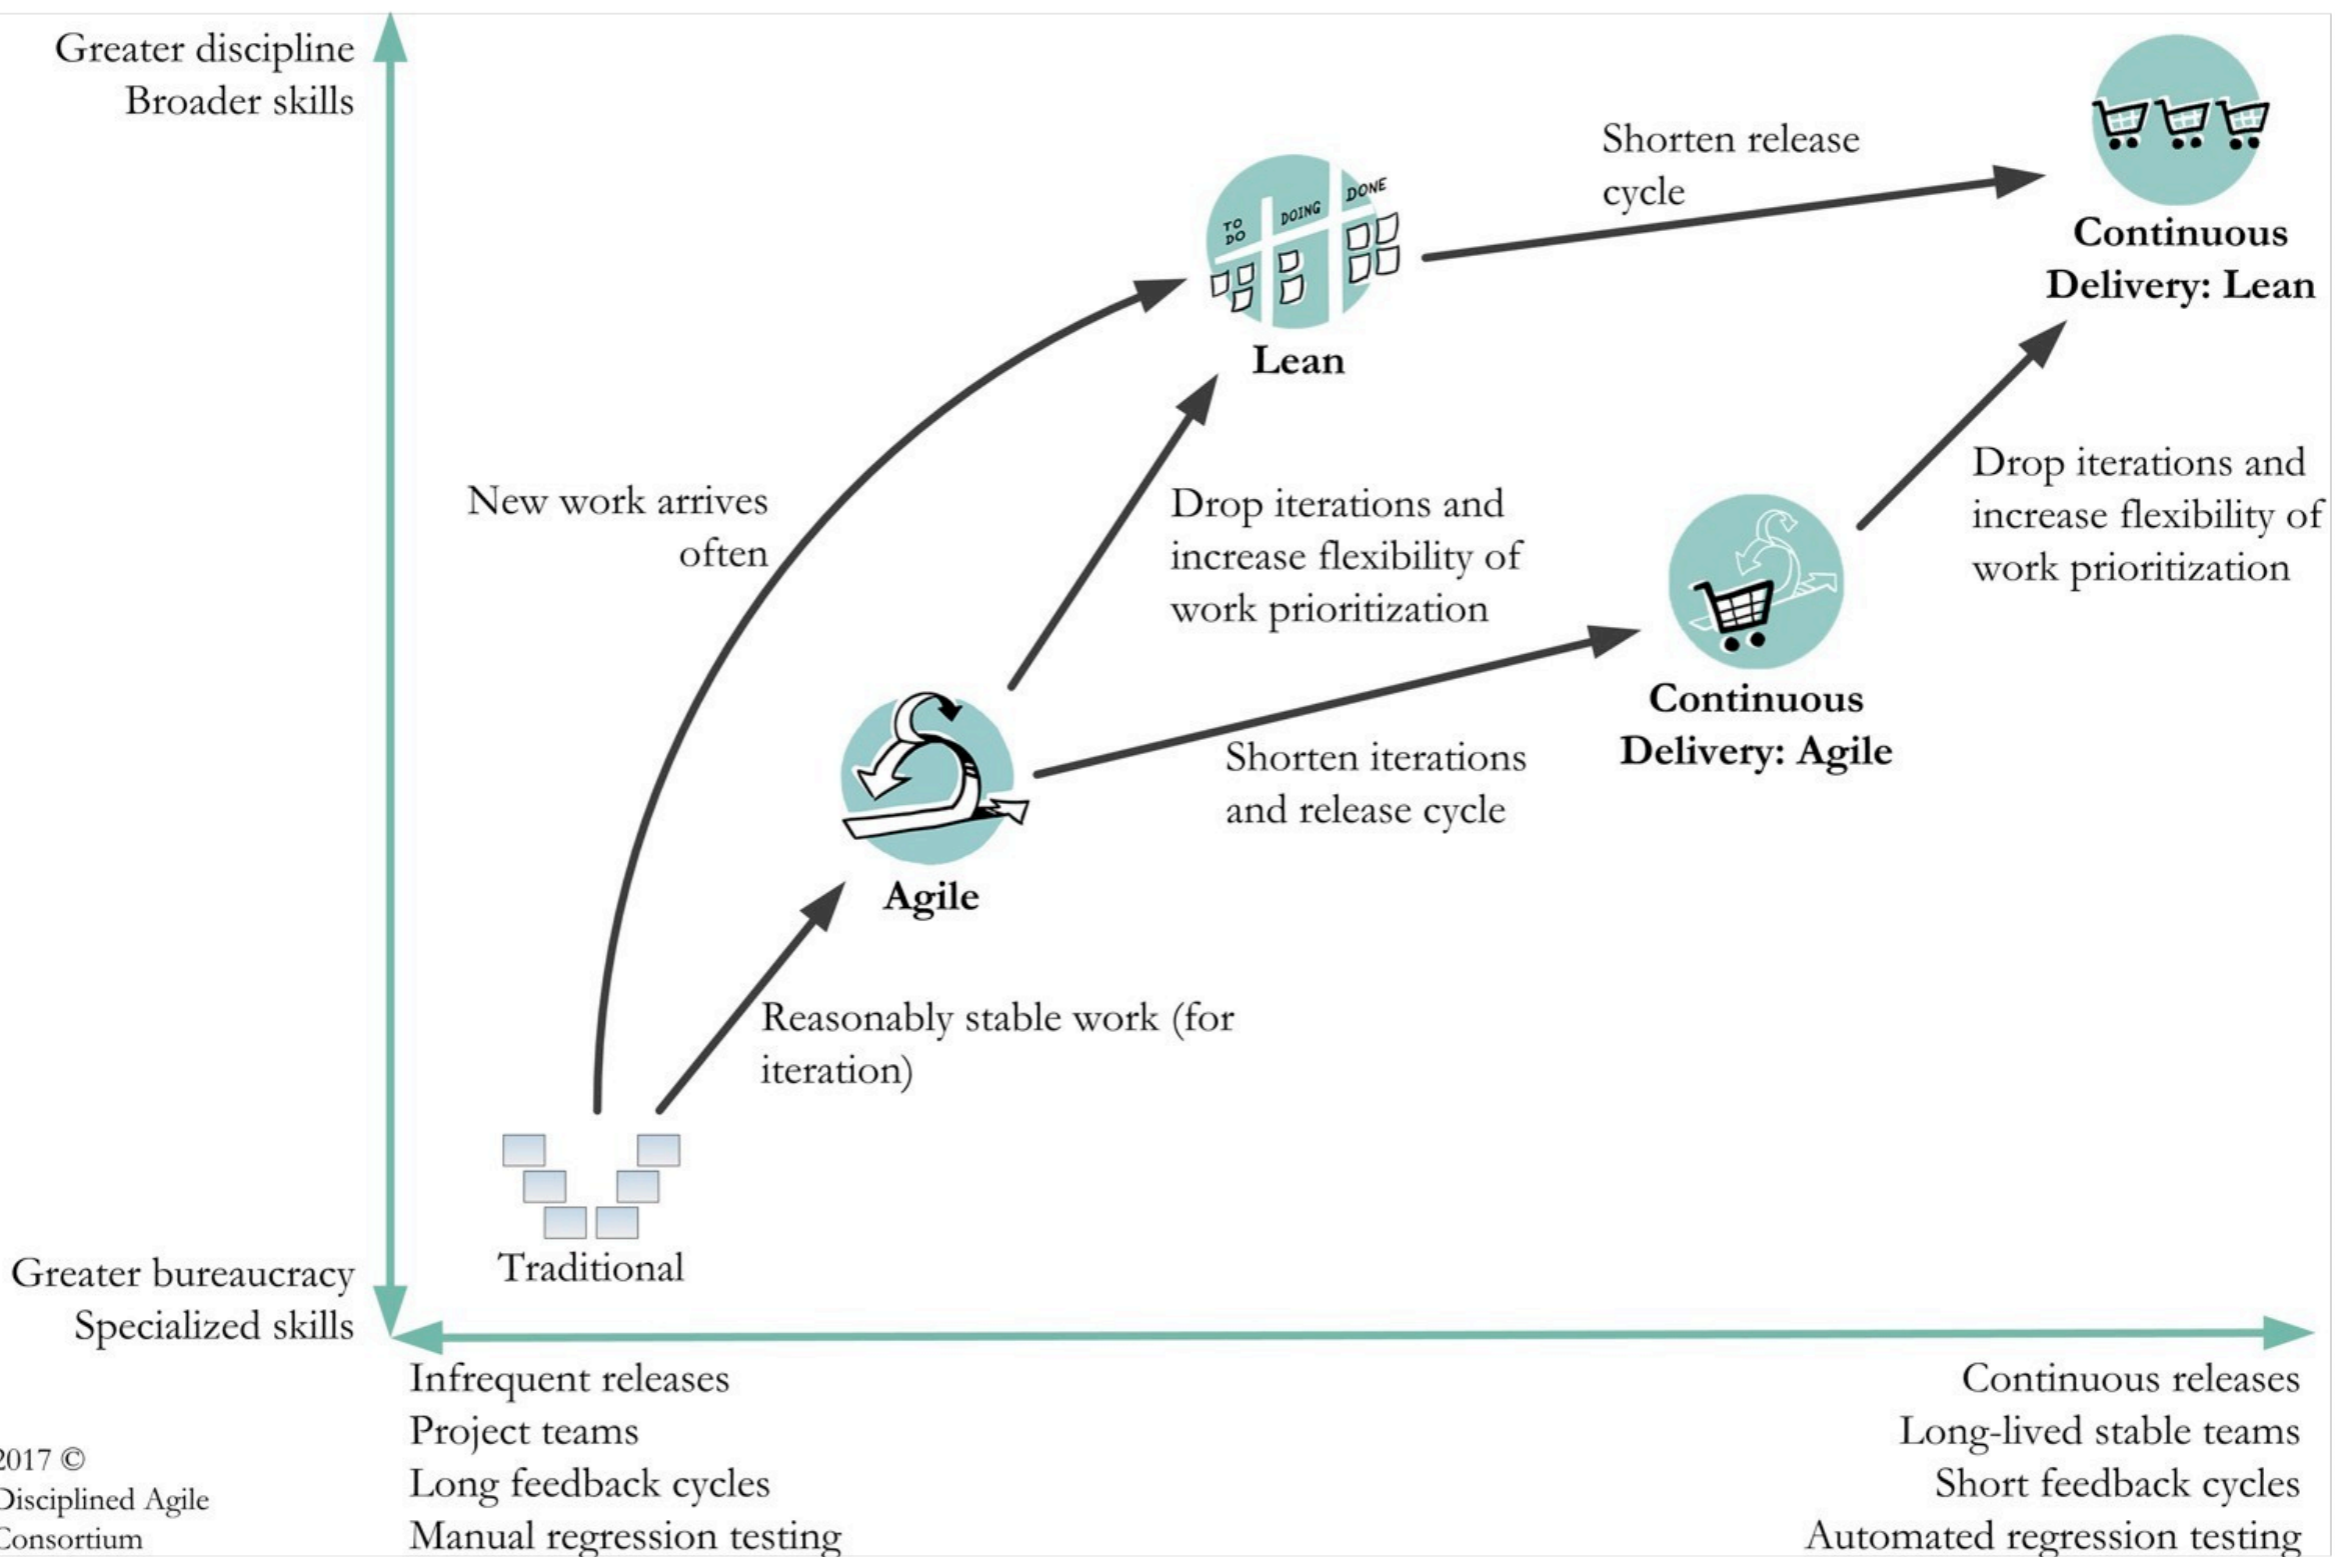 Greater discipline
Broader skills
Shorten release
cycle
Continuous
Delivery: Lean
TO
DO
DOING
DONE
Lean
New work arrives
often
Drop iterations and
increase flexibility of
work prioritization
Drop iterations and
increase flexibility of
work prioritization
Continuous
Delivery: Agile
Shorten iterations
and release cycle
Agile
Reasonably stable work (for
iteration)
Traditional
Greater bureaucracy
Specialized skills
Infrequent releases
Project teams
Long feedback cycles
Manual regression testing
Continuous releases
Long-lived stable teams
Short feedback cycles
Automated regression testing
2017 ©
Disciplined Agile
Consortium